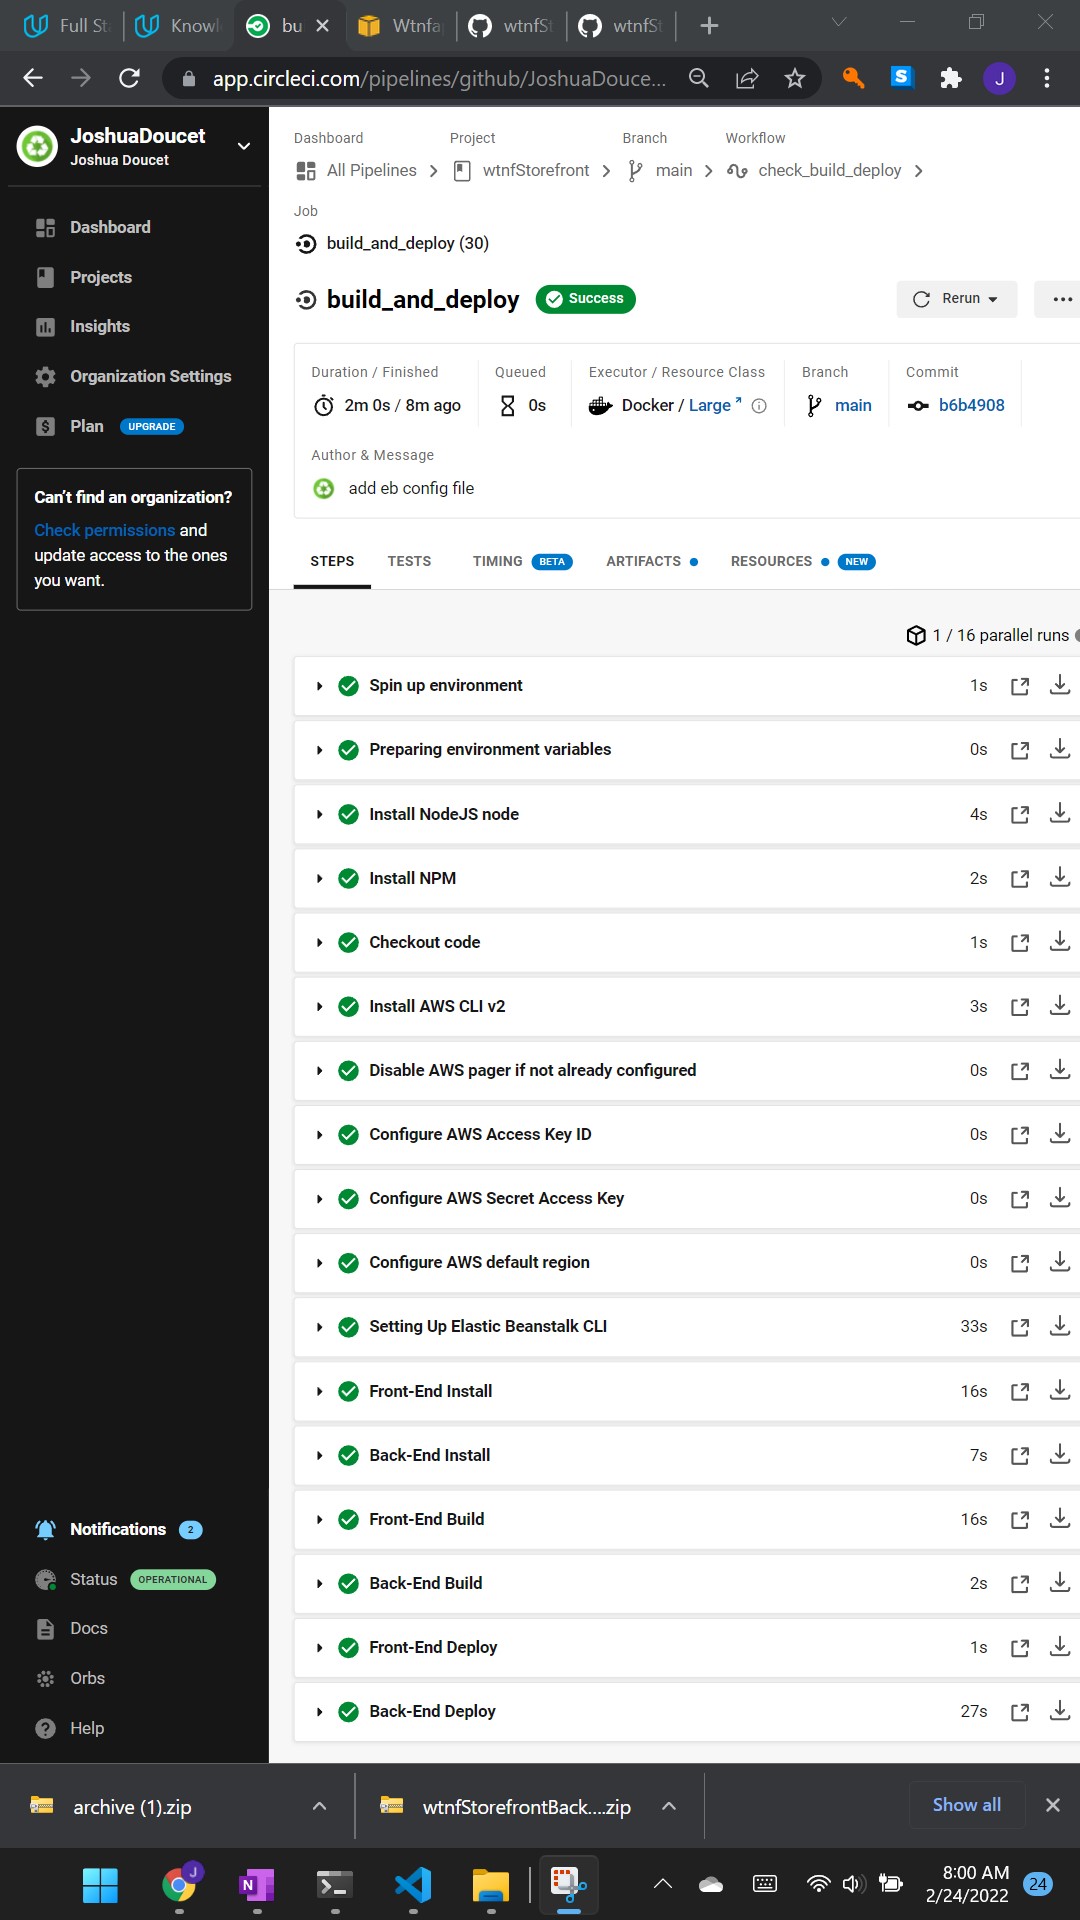 Full St
Knowl
bu
Wtnfa
wtnfSt
wtnfSt
app.circleci.com/pipelines/github/JoshuaDouce...
S
J
JoshuaDoucet
Joshua Doucet
Dashboard
Projects
Insights
Organization Settings
Plan UPGRADE
Can't find an organization?
Check permissions and
update access to the ones
you want.
Notifications 2
Status OPERATIONAL
Docs
Orbs
Help
Dashboard Project Branch Workflow
All Pipelines wtnfStorefront main check_build_deploy
Job
build_and_deploy (30)
build_and_deploy Success Rerun
Duration / Finished Queued Executor / Resource Class Branch Commit
2m 0s / 8m ago 0s Docker / Large main b6b4908
Author & Message
add eb config file
STEPS TESTS TIMING BETA ARTIFACTS RESOURCES NEW
1 / 16 parallel runs
Spin up environment 1s
Preparing environment variables 0s
Install NodeJS node 4s
Install NPM 2s
Checkout code 1s
Install AWS CLI v2 3s
Disable AWS pager if not already configured 0s
Configure AWS Access Key ID 0s
Configure AWS Secret Access Key 0s
Configure AWS default region 0s
Setting Up Elastic Beanstalk CLI 33s
Front-End Install 16s
Back-End Install 7s
Front-End Build 16s
Back-End Build 2s
Front-End Deploy 1s
Back-End Deploy 27s
archive (1).zip
wtnfStorefrontBack....zip
Show all
J
N
8:00 AM
2/24/2022
24